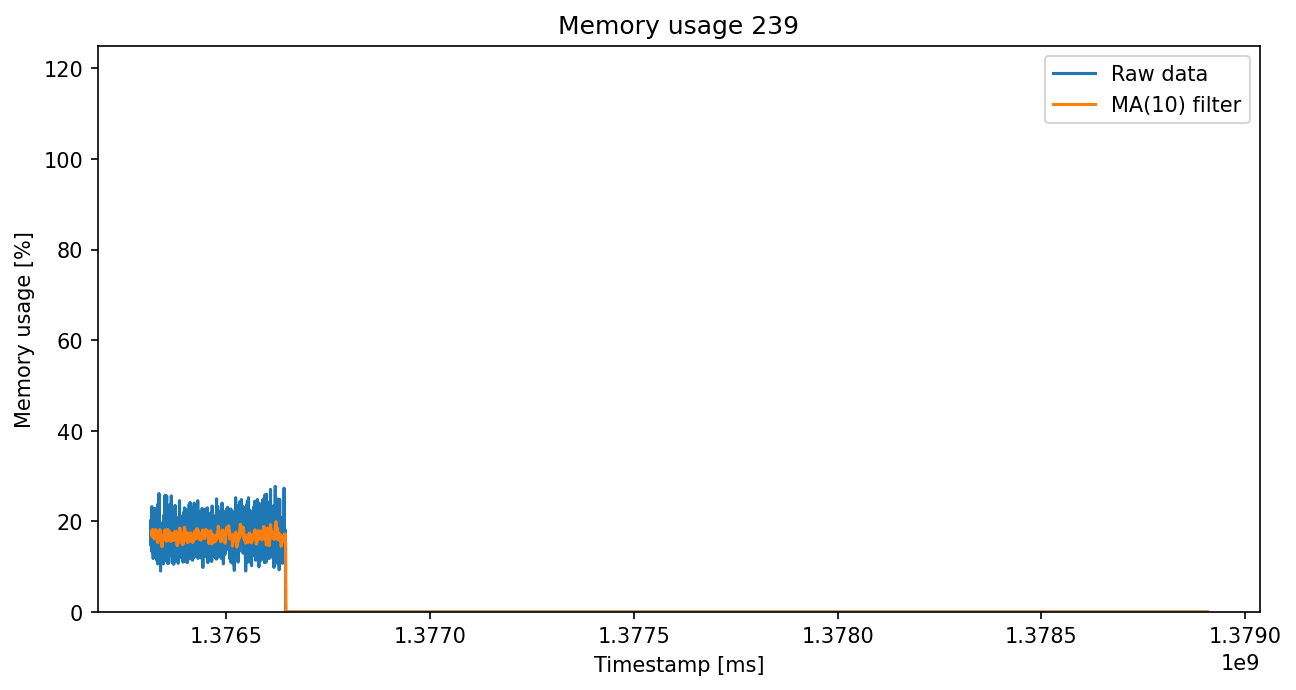 Memory usage 239
Raw data
MA(10) filter
Memory usage [%]
120
100
80
60
40
20
0
1.3765 1.3770 1.3775 1.3780 1.3785 1.3790
1e9
Timestamp [ms]